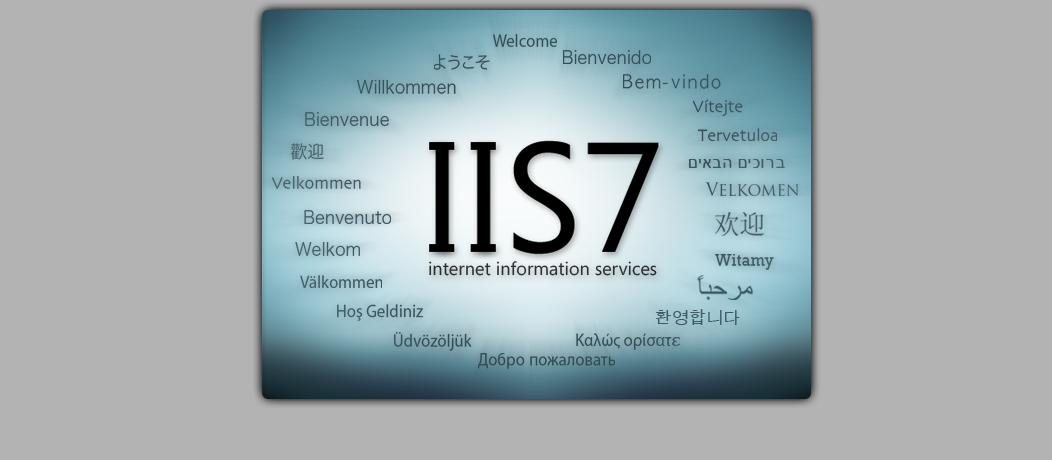 Welcome
Bienvenido
ようこそ
Bem-vindo
Willkommen
Vítejte
Bienvenue
Tervetuloa
歡迎
ברוכים הבאים
Velkommen
VELKOMEN
Benvenuto
欢迎
IIS7
internet information services
Welkom
Witamy
Välkommen
مرحباً
Hoş Geldiniz
환영합니다
Üdvözöljük
Καλώς ορίσατε
Добро пожаловать